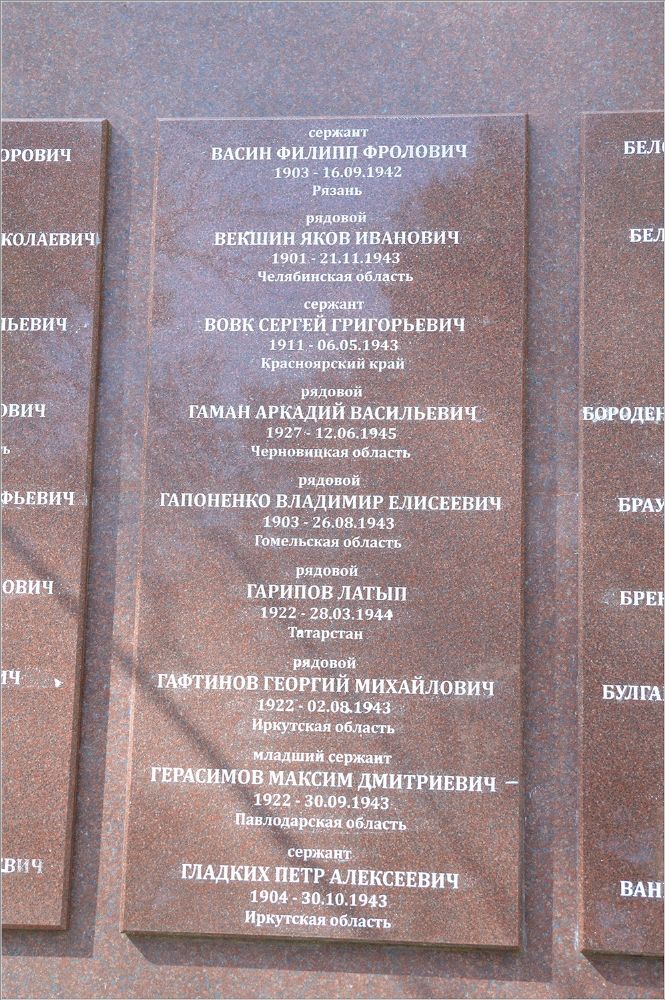 сержант
ВАСИН ФИЛИПП ФРОЛОВИЧ
1903 - 16.09.1942
Рязань
рядовой
ВЕКШИН ЯКОВ ИВАНОВИЧ
1901 - 21.11.1943
Челябинская область
сержант
ВОВК СЕРГЕЙ ГРИГОРЬЕВИЧ
1911 - 06.05.1943
Красноярский край
рядовой
ГАМАН АРКАДИЙ ВАСИЛЬЕВИЧ
1927 - 12.06.1945
Черновицкая область
рядовой
ГАПОНЕНКО ВЛАДИМИР ЕЛИСЕЕВИЧ
1903 - 26.08.1943
Гомельская область
рядовой
ГАРИПОВ ЛАТЫП
1922 - 28.03.1944
Татарстан
рядовой
ГАФТИНОВ ГЕОРГИЙ МИХАЙЛОВИЧ
1922 - 02.08.1943
Иркутская область
младший сержант
ГЕРАСИМОВ МАКСИМ ДМИТРИЕВИЧ
1922 - 30.09.1943
Павлодарская область
сержант
ГЛАДКИХ ПЕТР АЛЕКСЕЕВИЧ
1904 - 30.10.1943
Иркутская область